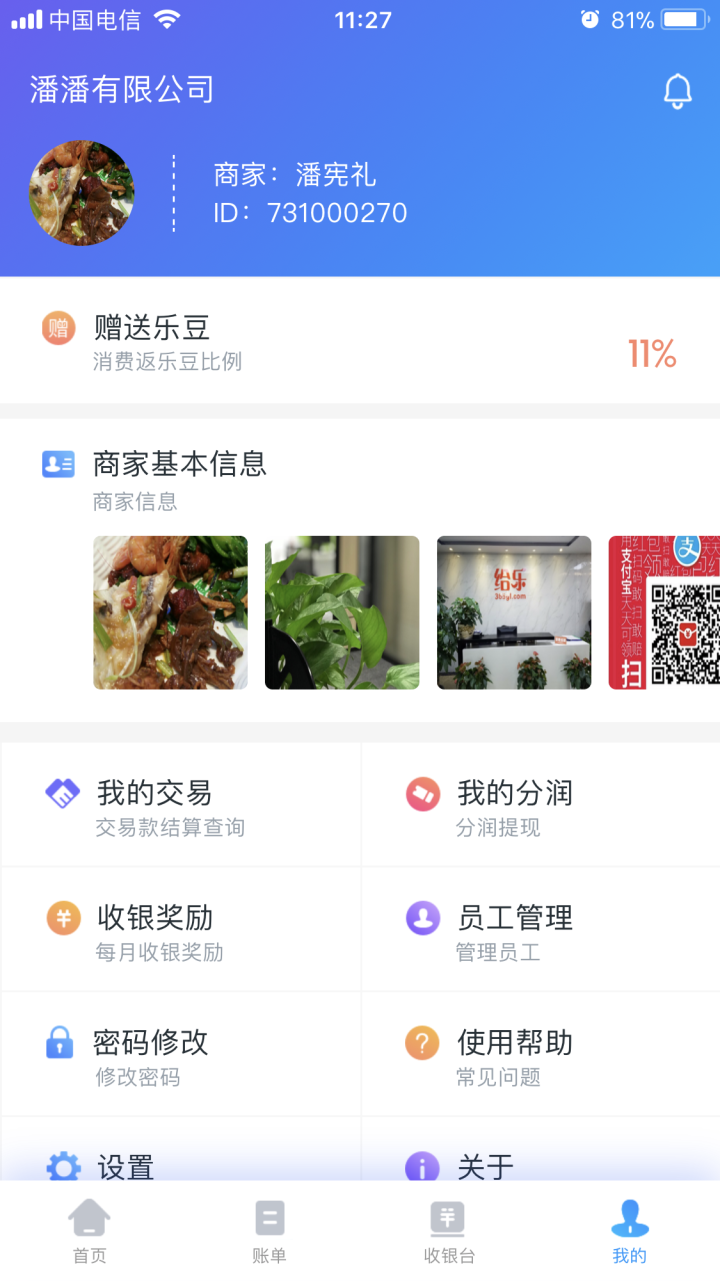 中国电信 11:27 81%
潘潘有限公司
商家：潘宪礼
ID：731000270
赠 赠送乐豆
消费返乐豆比例
11%
商家基本信息
商家信息
给乐
支付宝
扫
我的交易 我的分润
交易款结算查询 分润提现
收银奖励 员工管理
每月收银奖励 管理员工
密码修改 使用帮助
修改密码 常见问题
设置 关于
首页 账单 收银台 我的